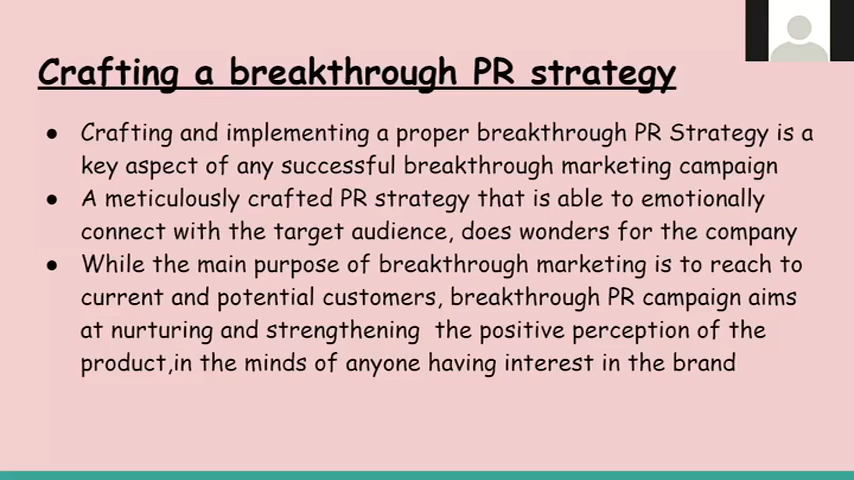 Crafting a breakthrough PR strategy
● Crafting and implementing a proper breakthrough PR Strategy is a
key aspect of any successful breakthrough marketing campaign
● A meticulously crafted PR strategy that is able to emotionally
connect with the target audience, does wonders for the company
● While the main purpose of breakthrough marketing is to reach to
current and potential customers, breakthrough PR campaign aims
at nurturing and strengthening  the positive perception of the
product,in the minds of anyone having interest in the brand